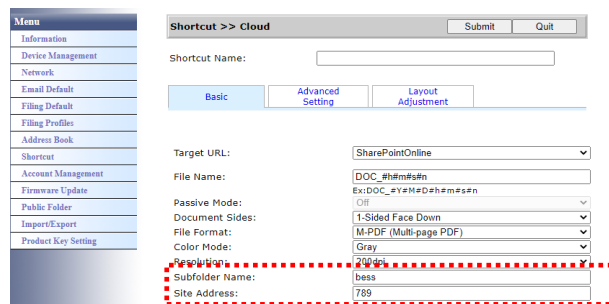 Menu
Information
Device Management
Network
Email Default
Filing Default
Filing Profiles
Address Book
Shortcut
Account Management
Firmware Update
Public Folder
Import/Export
Product Key Setting
Shortcut >> Cloud Submit Quit
Shortcut Name:
Basic Advanced Setting Layout Adjustment
Target URL: SharePointOnline
File Name: DOC_#h#m#s#n
Ex:DOC_#Y#M#D#h#m#s#n
Passive Mode: Off
Document Sides: 1-Sided Face Down
File Format: M-PDF (Multi-page PDF)
Color Mode: Gray
Resolution: 200dpi
Subfolder Name: bess
Site Address: 789